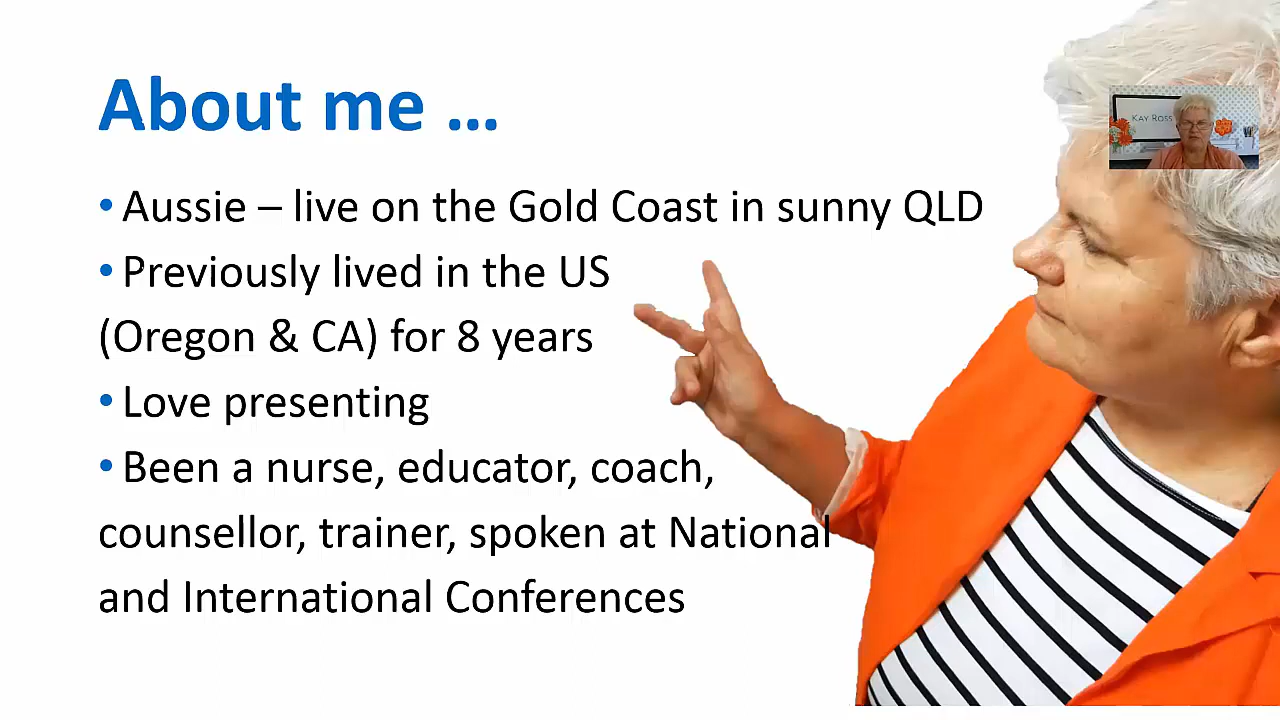 About me ...
• Aussie – live on the Gold Coast in sunny QLD
• Previously lived in the US
(Oregon & CA) for 8 years
• Love presenting
• Been a nurse, educator, coach,
counsellor, trainer, spoken at National
and International Conferences
KAY ROSS